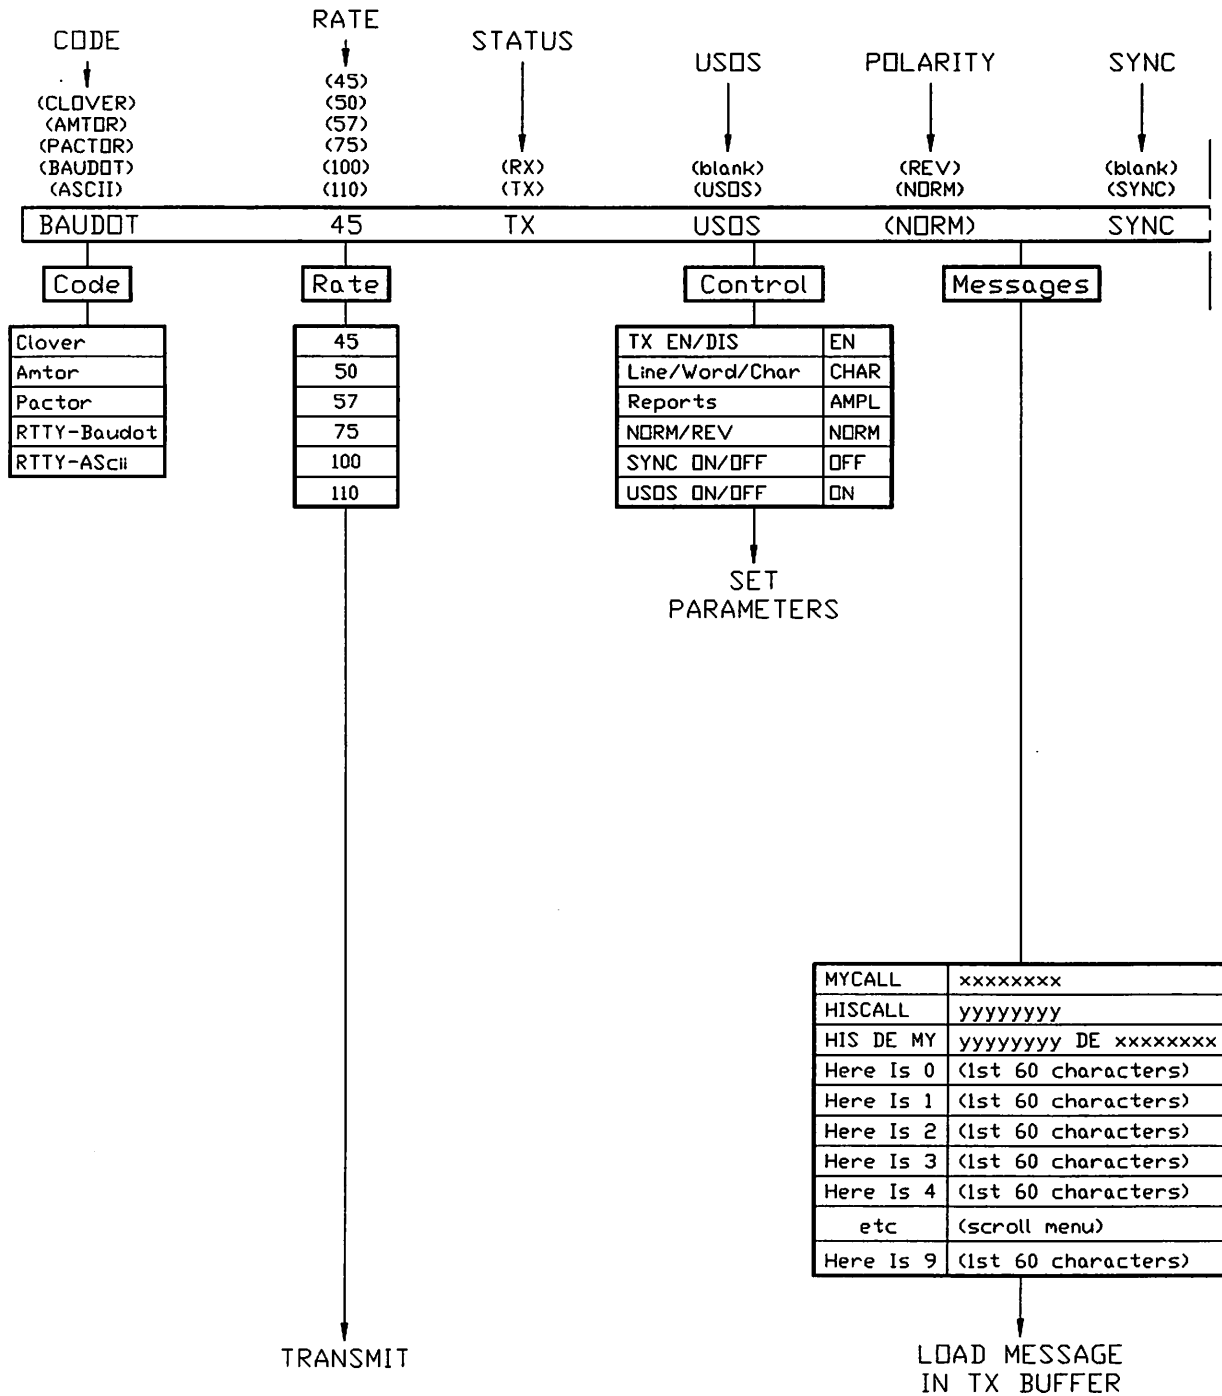 CODE
RATE
STATUS
USOS
POLARITY
SYNC
(CLOVER)
(AMTOR)
(PACTOR)
(BAUDOT)
(ASCII)
(45)
(50)
(57)
(75)
(100)
(110)
(RX)
(TX)
(blank)
(USOS)
(REV)
(NORM)
(blank)
(SYNC)
BAUDOT 45 TX USOS (NORM) SYNC
Code
Rate
Control
Messages
Clover
Amtor
Pactor
RTTY-Baudot
RTTY-AScii
45
50
57
75
100
110
TX EN/DIS EN
Line/Word/Char CHAR
Reports AMPL
NORM/REV NORM
SYNC ON/OFF OFF
USOS ON/OFF ON
SET
PARAMETERS
MYCALL xxxxxxxx
HISCALL yyyyyyyy
HIS DE MY yyyyyyyy DE xxxxxxxx
Here Is 0 (1st 60 characters)
Here Is 1 (1st 60 characters)
Here Is 2 (1st 60 characters)
Here Is 3 (1st 60 characters)
Here Is 4 (1st 60 characters)
etc (scroll menu)
Here Is 9 (1st 60 characters)
TRANSMIT
LOAD MESSAGE
IN TX BUFFER